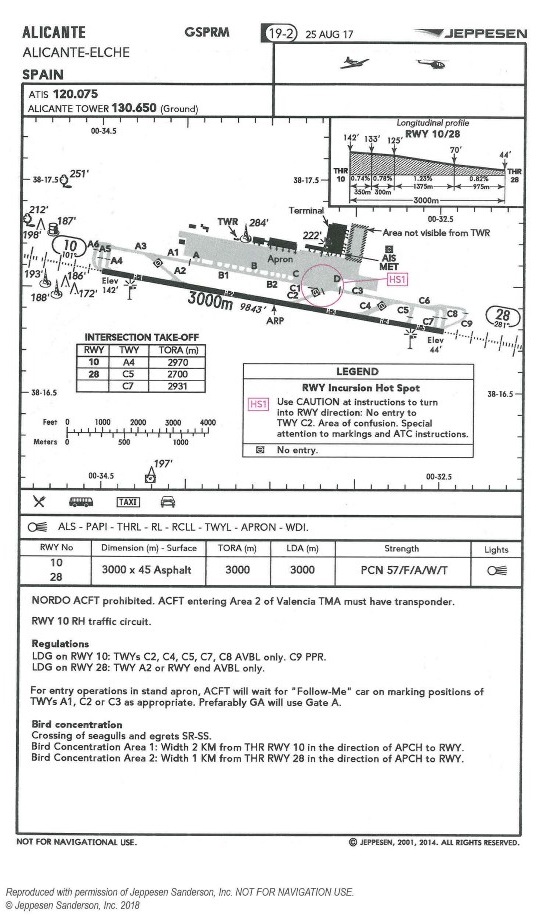 ALICANTE GSPRM 19-2 25 AUG 17 JEPPESEN
ALICANTE-ELCHE
SPAIN
ATIS 120.075
ALICANTE TOWER 130.650 (Ground)
00-34.5
Longitudinal profile
RWY 10/28
142' 133' 125' 70' 44'
THR 10
THR 28
0.74% 0.78% 1.23% 0.82%
350m 300m 1375m 975m
3000m
38-17.5 251' 38-17.5
00-32.5
212'
198' 187'
10
101°
193' 186'
188' 172'
Terminal
TWR 284' 222' Area not visible from TWR
AIS
MET
A6 A5 A4 A3 A1 A2 A
Apron
B B1 B2 C C1 C2 D C3
HS1
C4 C5 C6 C7 C8 C9
Elev
142'
3000m 9843'
ARP
Elev
44'
28
281°
INTERSECTION TAKE-OFF
RWY TWY TORA (m)
10 A4 2970
28 C5 2700
C7 2931
LEGEND
RWY Incursion Hot Spot
HS1 Use CAUTION at instructions to turn
into RWY direction: No entry to
TWY C2. Area of confusion. Special
attention to markings and ATC instructions.
No entry.
38-16.5 38-16.5
Feet 0 1000 2000 3000 4000
Meters 0 500 1000
00-34.5 197' 00-32.5
TAXI
ALS - PAPI - THRL - RL - RCLL - TWYL - APRON - WDI.
RWY No Dimension (m) - Surface TORA (m) LDA (m) Strength Lights
10
28
3000 x 45 Asphalt 3000 3000 PCN 57/F/A/W/T
NORDO ACFT prohibited. ACFT entering Area 2 of Valencia TMA must have transponder.
RWY 10 RH traffic circuit.
Regulations
LDG on RWY 10: TWYs C2, C4, C5, C7, C8 AVBL only. C9 PPR.
LDG on RWY 28: TWY A2 or RWY end AVBL only.
For entry operations in stand apron, ACFT will wait for "Follow-Me" car on marking positions of
TWYs A1, C2 or C3 as appropriate. Prefarably GA will use Gate A.
Bird concentration
Crossing of seagulls and egrets SR-SS.
Bird Concentration Area 1: Width 2 KM from THR RWY 10 in the direction of APCH to RWY.
Bird Concentration Area 2: Width 1 KM from THR RWY 28 in the direction of APCH to RWY.
NOT FOR NAVIGATIONAL USE. © JEPPESEN, 2001, 2014. ALL RIGHTS RESERVED.
Reproduced with permission of Jeppesen Sanderson, Inc. NOT FOR NAVIGATION USE.
© Jeppesen Sanderson, Inc. 2018